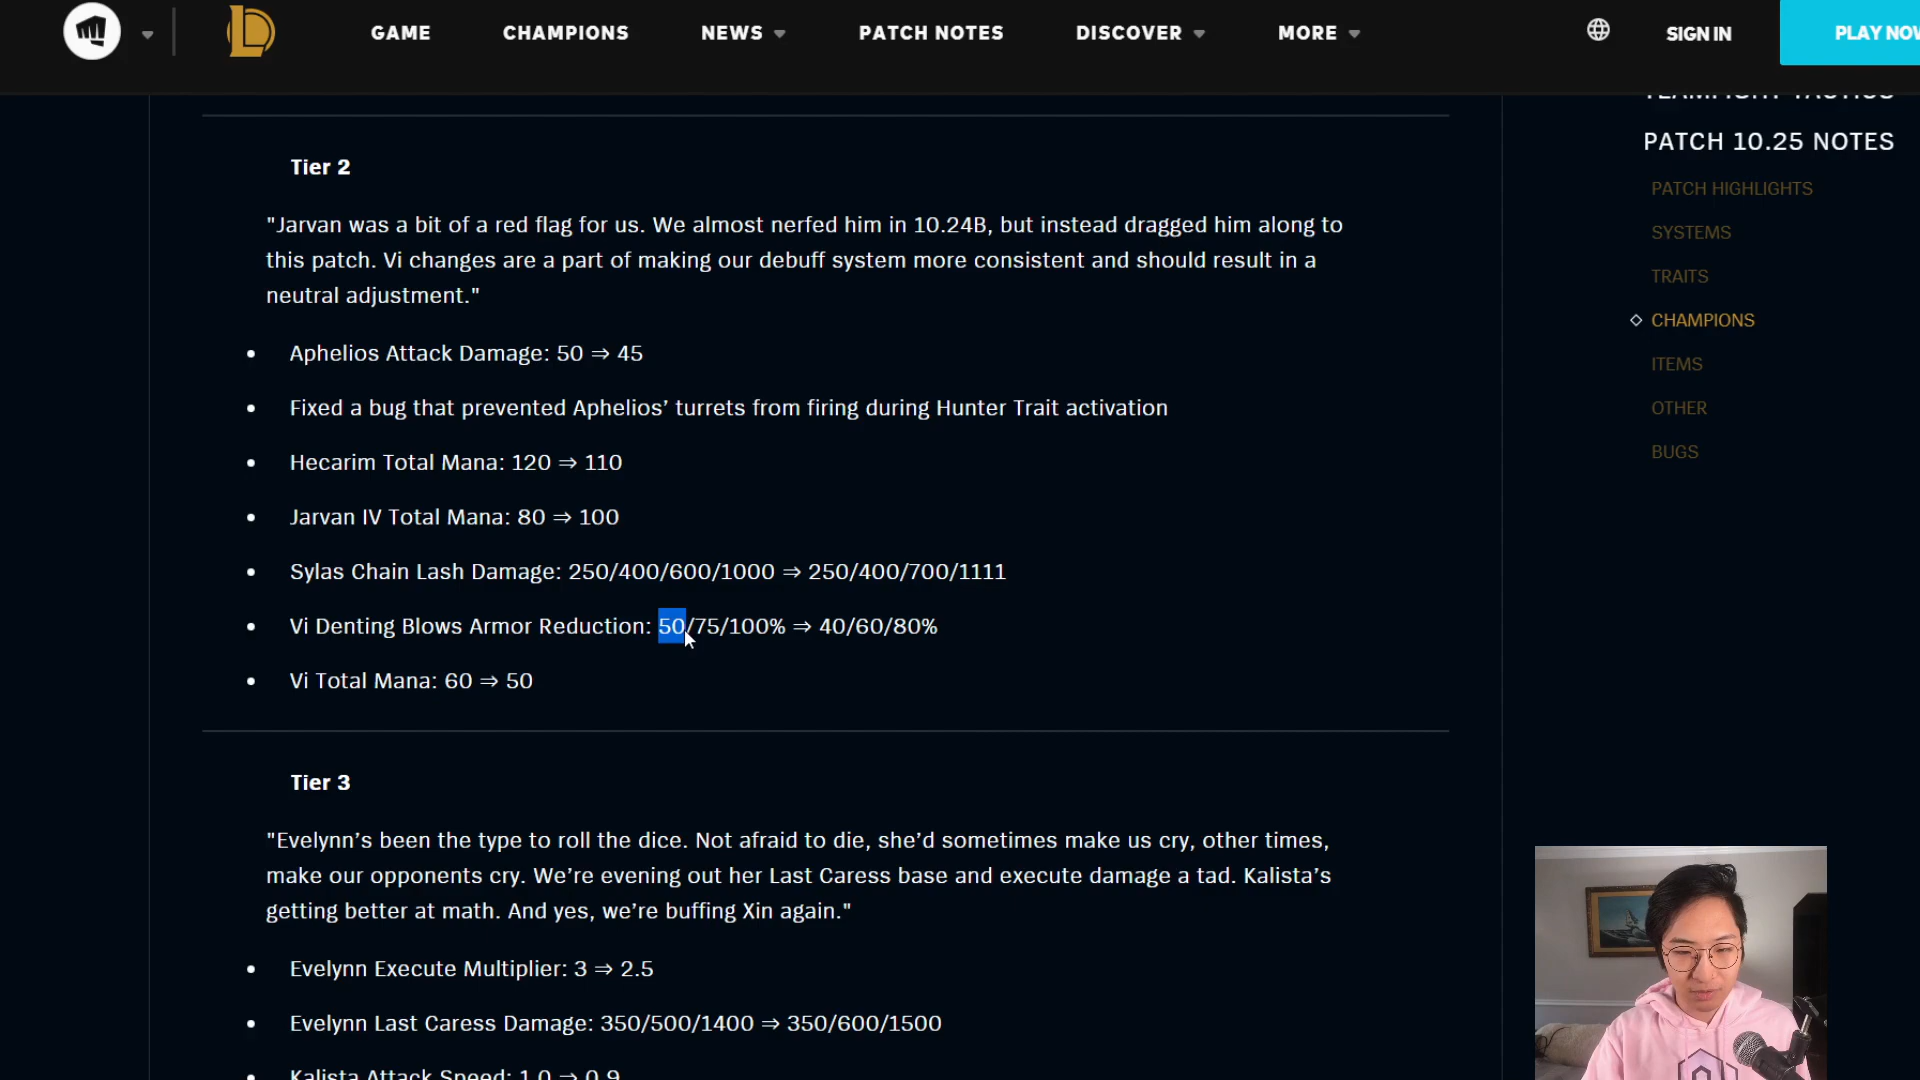 GAME CHAMPIONS NEWS PATCH NOTES DISCOVER MORE SIGN IN PLAY NOW
TEAMFIGHT TACTICS
PATCH 10.25 NOTES
PATCH HIGHLIGHTS
SYSTEMS
TRAITS
CHAMPIONS
ITEMS
OTHER
BUGS
Tier 2
"Jarvan was a bit of a red flag for us. We almost nerfed him in 10.24B, but instead dragged him along to
this patch. Vi changes are a part of making our debuff system more consistent and should result in a
neutral adjustment."
• Aphelios Attack Damage: 50 ⇒ 45
• Fixed a bug that prevented Aphelios’ turrets from firing during Hunter Trait activation
• Hecarim Total Mana: 120 ⇒ 110
• Jarvan IV Total Mana: 80 ⇒ 100
• Sylas Chain Lash Damage: 250/400/600/1000 ⇒ 250/400/700/1111
• Vi Denting Blows Armor Reduction: 50/75/100% ⇒ 40/60/80%
• Vi Total Mana: 60 ⇒ 50
Tier 3
"Evelynn’s been the type to roll the dice. Not afraid to die, she’d sometimes make us cry, other times,
make our opponents cry. We’re evening out her Last Caress base and execute damage a tad. Kalista’s
getting better at math. And yes, we’re buffing Xin again."
• Evelynn Execute Multiplier: 3 ⇒ 2.5
• Evelynn Last Caress Damage: 350/500/1400 ⇒ 350/600/1500
• Kalista Attack Speed: 1.0 ⇒ 0.9